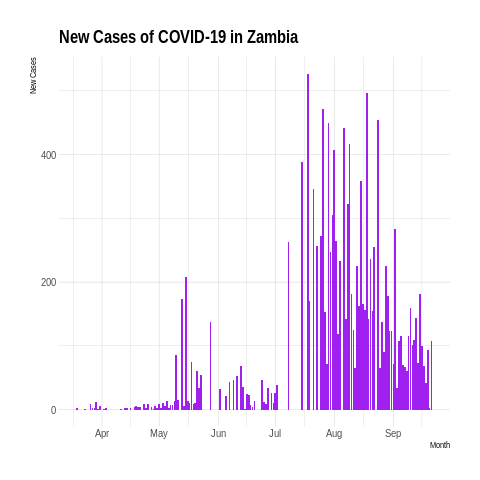 New Cases of COVID-19 in Zambia
New Cases
400
200
0
Apr May Jun Jul Aug Sep
Month